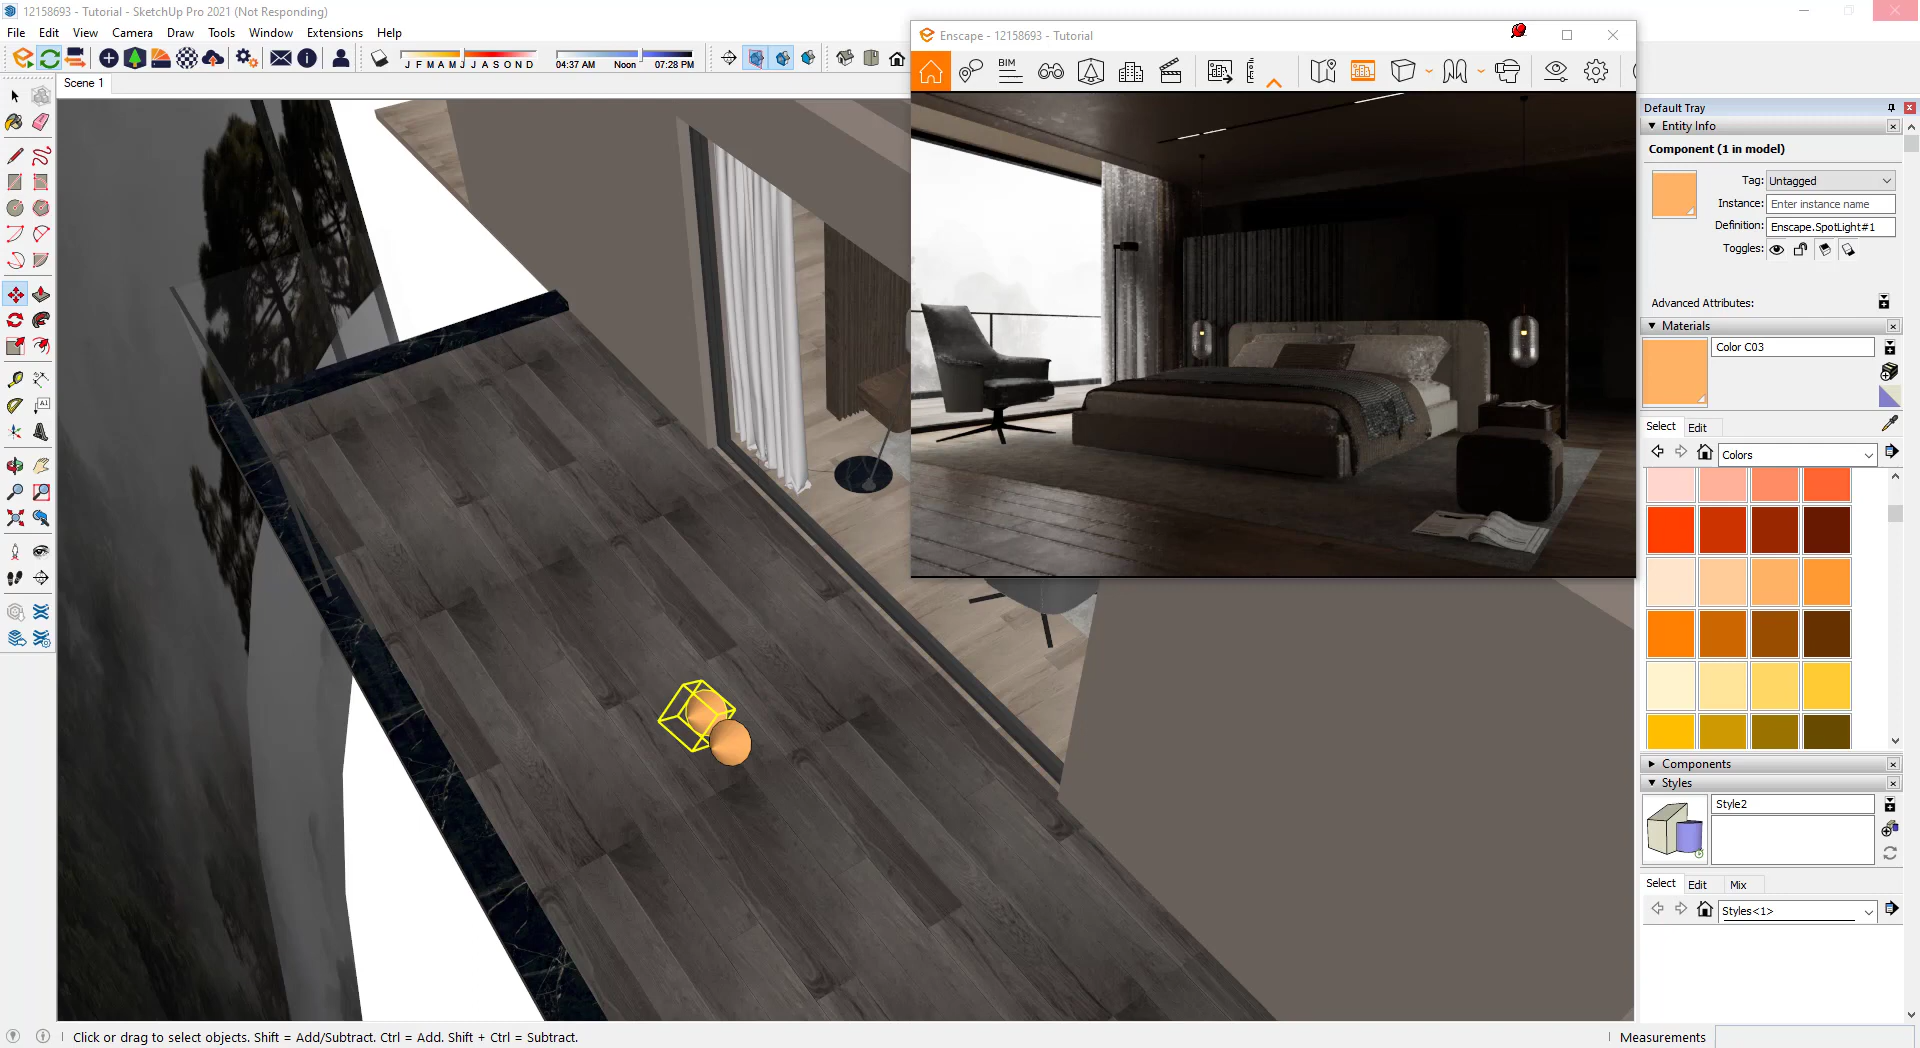 12158693 - Tutorial - SketchUp Pro 2021 (Not Responding)
File Edit View Camera Draw Tools Window Extensions Help
J F M A M J J A S O N D
04:37 AM Noon 07:28 PM
Scene 1
Enscape - 12158693 - Tutorial
BIM
Default Tray
Entity Info
Component (1 in model)
Tag: Untagged
Instance: Enter instance name
Definition: Enscape.SpotLight#1
Toggles:
Advanced Attributes:
Materials
Color C03
Select Edit
Colors
Components
Styles
Style2
Select Edit Mix
Styles<1>
A1
Click or drag to select objects. Shift = Add/Subtract. Ctrl = Add. Shift + Ctrl = Subtract.
Measurements